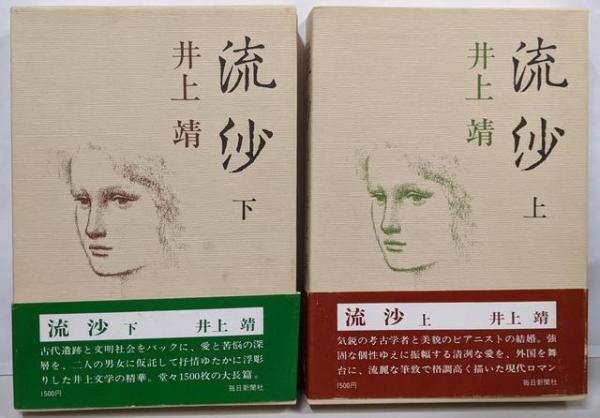 流沙
井上 靖
下
流沙 下 井上 靖
古代遺跡と文明社会をバックに、愛と苦悩の深
層を、二人の男女に仮託して抒情ゆたかに浮彫
りした井上文学の精華。堂々1500枚の大長篇。
1500円 毎日新聞社
流沙
井上 靖
上
流沙 上 井上 靖
気鋭の考古学者と美貌のピアニストの結婚。強
固な個性ゆえに振幅する清冽な愛を、外国を舞
台に、流麗な筆致で格調高く描いた現代ロマン
1500円 毎日新聞社